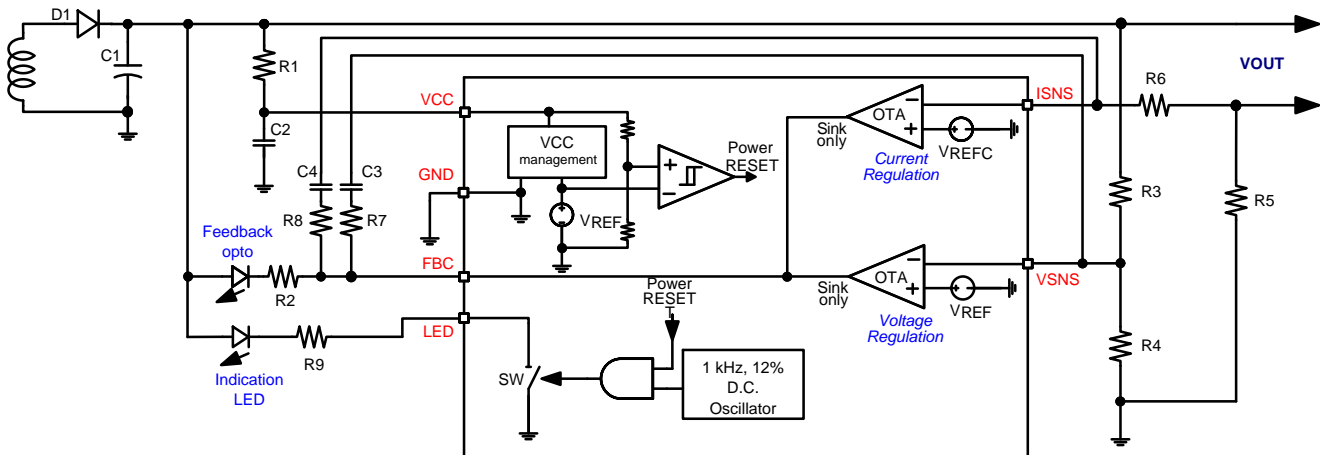 D1
C1
R1
VOUT
R6
ISNS
VCC
C2
OTA
Sink
only
VREFC
Current
Regulation
VCC
management
Power
RESET
C4
C3
GND
R3
R5
R8
R7
VREF
Feedback
opto
FBC
R2
OTA
Sink
only
VSNS
VREF
Power
RESET
T
Voltage
Regulation
LED
R9
R4
Indication
LED
SW
1 kHz, 12%
D.C.
Oscillator